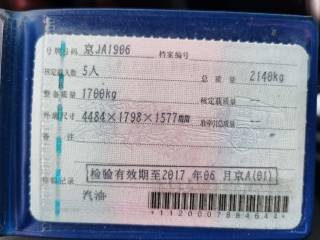 号牌号码 京JA1906 档案编号
核定载人数 5人 总质量 2140kg
整备质量 1700kg 核定载质量 --
外廓尺寸 4484×1798×1577mm 准牵引总质量 --
备注
检验记录 检验有效期至2017年06月京A(01)
汽油
*1120007884644*